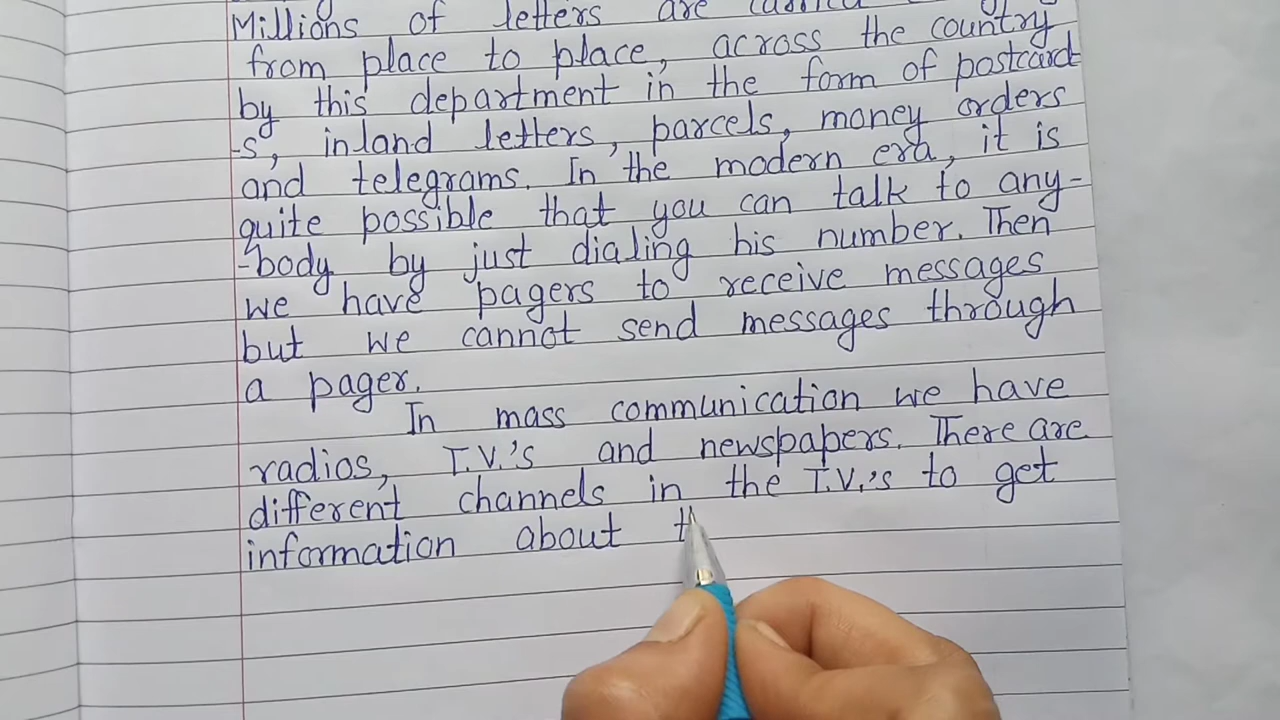 Millions of letters are
from place to place, across the country
by this department in the form of postcard
-s, inland letters, parcels, money orders
and telegrams. In the modern era, it is
quite possible that you can talk to any-
-body by just dialing his number. Then
we have pagers to receive messages
but we cannot send messages through
a pager.
In mass communication we have
radios, T.V.'s and newspapers. There are
different channels in the T.V.'s to get
information about t